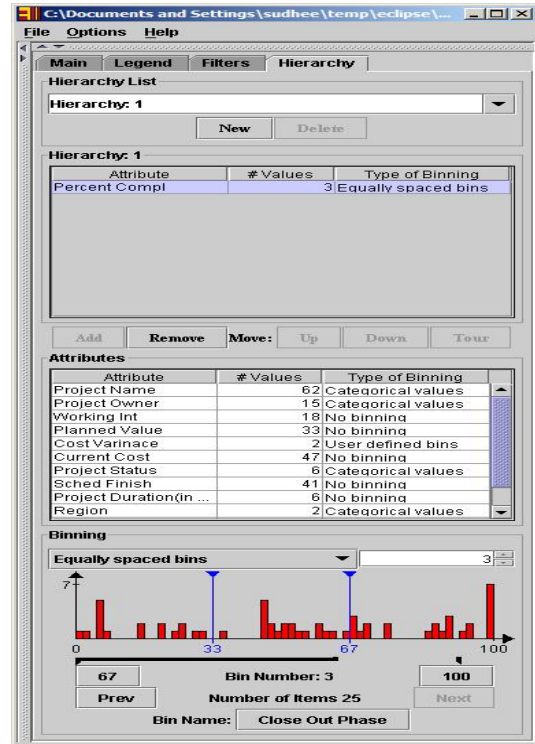 C:\Documents and Settings\sudhee\temp\eclipse\...
File Options Help
Main Legend Filters Hierarchy
Hierarchy List
Hierarchy: 1
New Delete
Hierarchy: 1
Attribute # Values Type of Binning
Percent Compl 3 Equally spaced bins
Add Remove Move: Up Down Tour
Attributes
Attribute # Values Type of Binning
Project Name 62 Categorical values
Project Owner 15 Categorical values
Working Int 18 No binning
Planned Value 33 No binning
Cost Varinace 2 User defined bins
Current Cost 47 No binning
Project Status 6 Categorical values
Sched Finish 41 No binning
Project Duration(in ... 6 No binning
Region 2 Categorical values
Binning
Equally spaced bins 3
7
0 33 67 100
67 Bin Number: 3 100
Prev Number of Items 25 Next
Bin Name: Close Out Phase